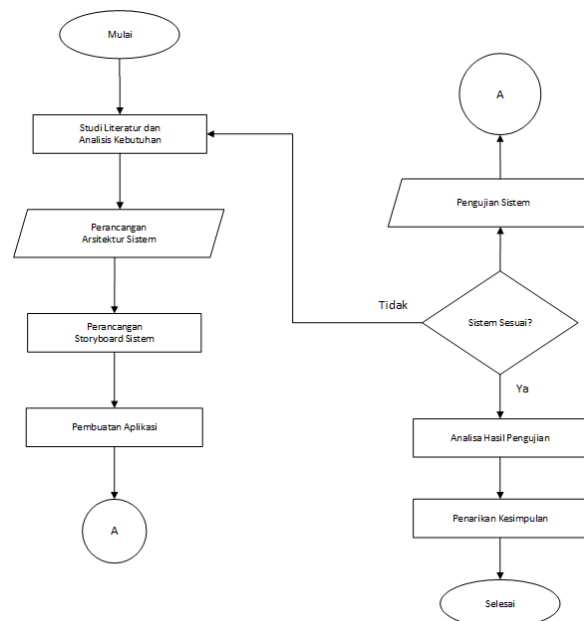 Mulai
Studi Literatur dan
Analisis Kebutuhan
Perancangan
Arsitektur Sistem
Perancangan
Storyboard Sistem
Pembuatan Aplikasi
A
A
Pengujian Sistem
Sistem Sesuai?
Tidak
Ya
Analisa Hasil Pengujian
Penarikan Kesimpulan
Selesai